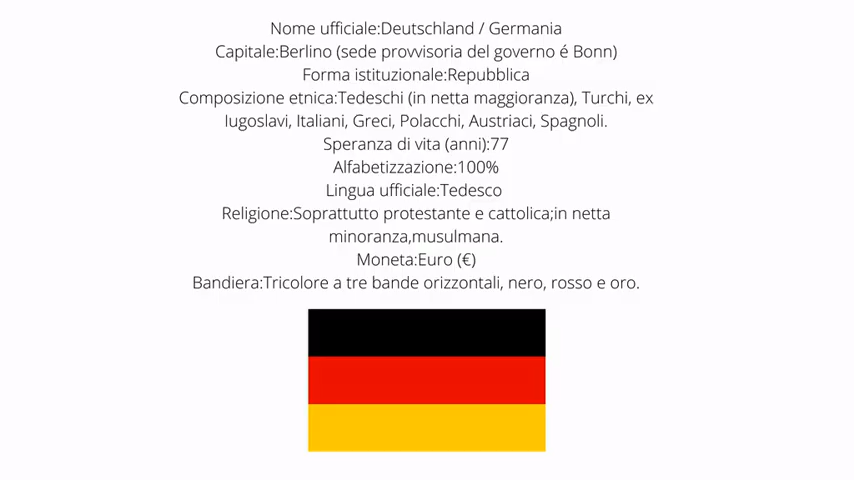 Nome ufficiale:Deutschland / Germania
Capitale:Berlino (sede provvisoria del governo é Bonn)
Forma istituzionale:Repubblica
Composizione etnica:Tedeschi (in netta maggioranza), Turchi, ex
Iugoslavi, Italiani, Greci, Polacchi, Austriaci, Spagnoli.
Speranza di vita (anni):77
Alfabetizzazione:100%
Lingua ufficiale:Tedesco
Religione:Soprattutto protestante e cattolica;in netta
minoranza,musulmana.
Moneta:Euro (€)
Bandiera:Tricolore a tre bande orizzontali, nero, rosso e oro.